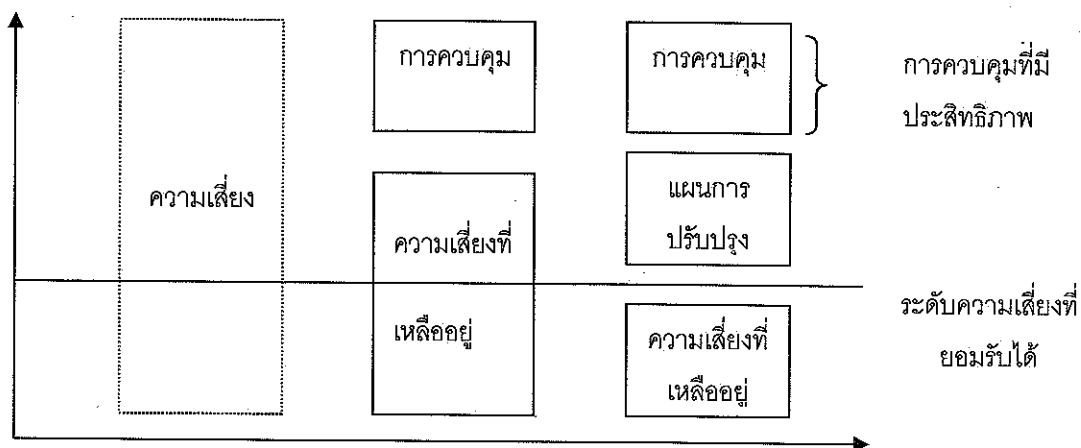 การควบคุม
การควบคุม
การควบคุมที่มี
ประสิทธิภาพ
ความเสี่ยง
ความเสี่ยงที่
เหลืออยู่
แผนการ
ปรับปรุง
ความเสี่ยงที่
เหลืออยู่
ระดับความเสี่ยงที่
ยอมรับได้